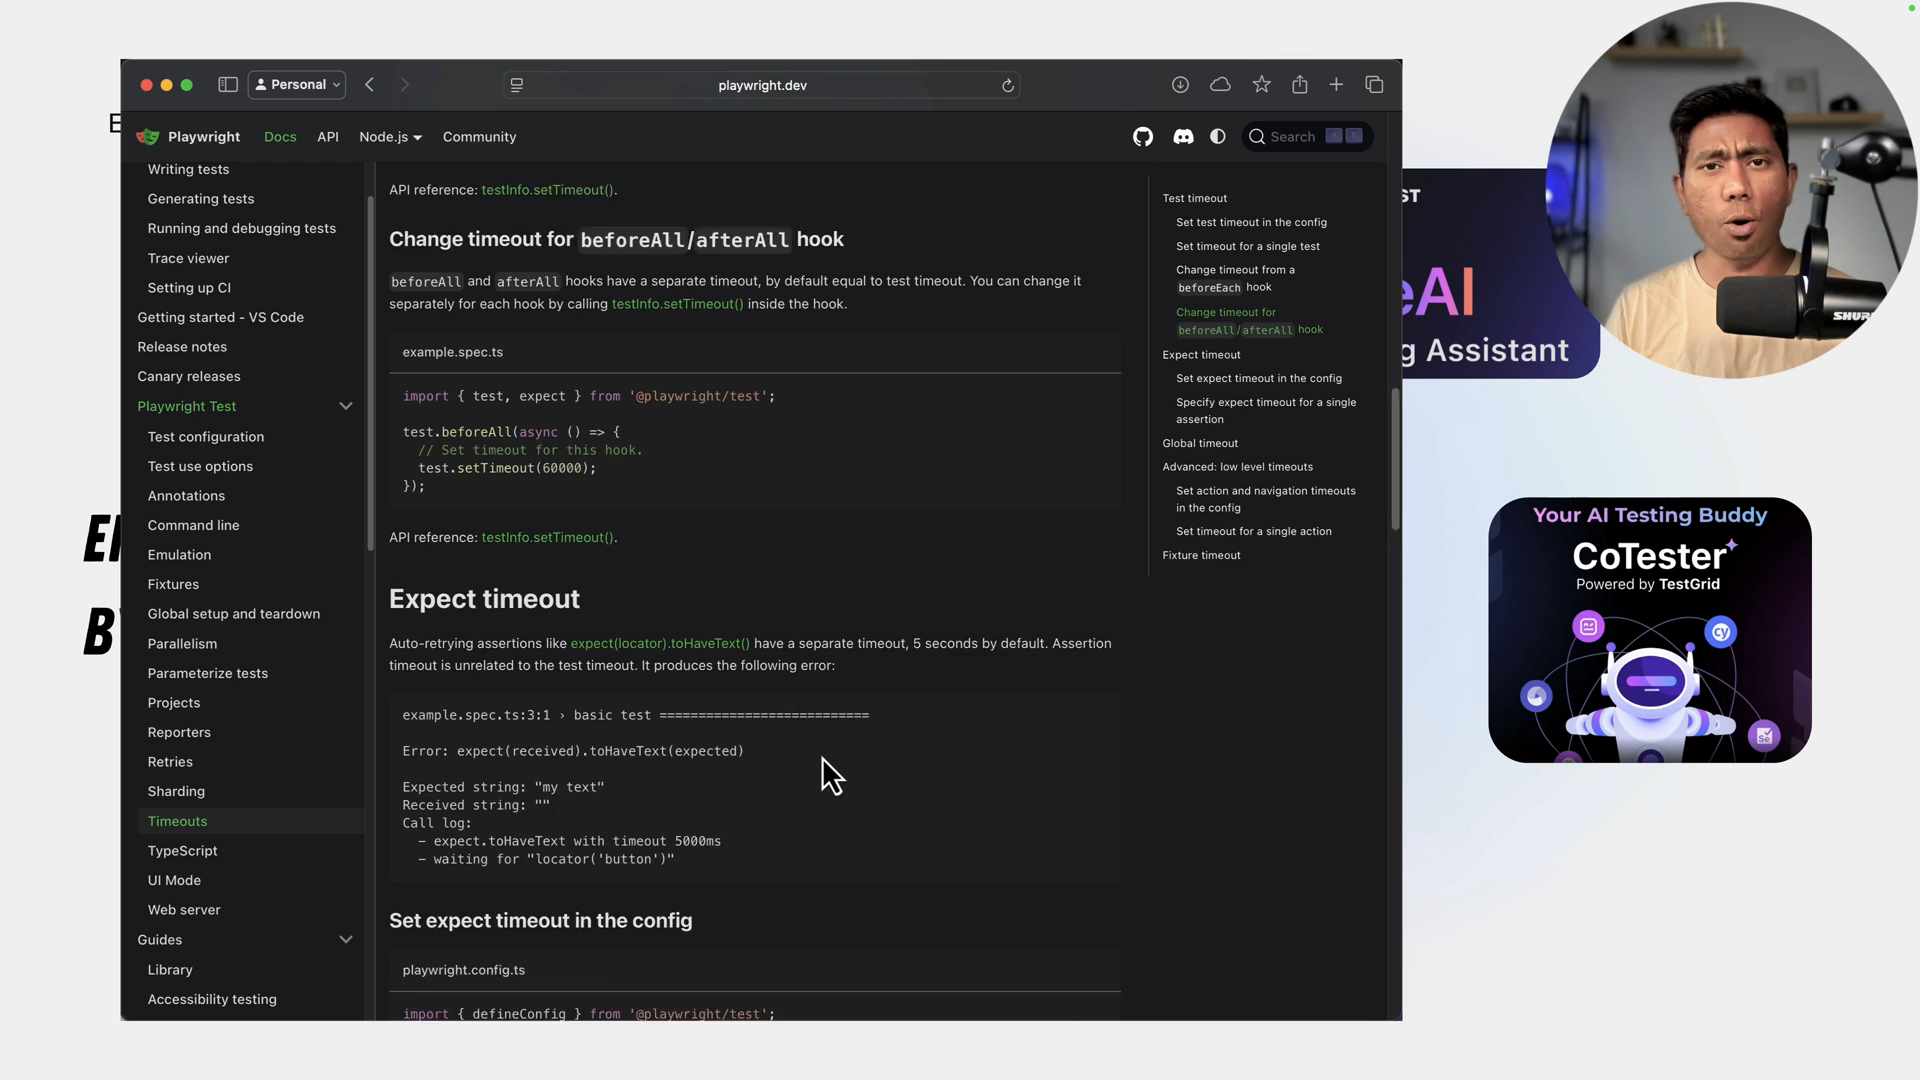 Personal
playwright.dev
Playwright
Docs
API
Node.js
Community
Search
Writing tests
Generating tests
Running and debugging tests
Trace viewer
Setting up CI
Getting started - VS Code
Release notes
Canary releases
Playwright Test
Test configuration
Test use options
Annotations
Command line
Emulation
Fixtures
Global setup and teardown
Parallelism
Parameterize tests
Projects
Reporters
Retries
Sharding
Timeouts
TypeScript
UI Mode
Web server
Guides
Library
Accessibility testing
API reference: testInfo.setTimeout().
Change timeout for beforeAll/afterAll hook
beforeAll and afterAll hooks have a separate timeout, by default equal to test timeout. You can change it
separately for each hook by calling testInfo.setTimeout() inside the hook.
example.spec.ts
import { test, expect } from '@playwright/test';
test.beforeAll(async () => {
// Set timeout for this hook.
test.setTimeout(60000);
});
API reference: testInfo.setTimeout().
Expect timeout
Auto-retrying assertions like expect(locator).toHaveText() have a separate timeout, 5 seconds by default. Assertion
timeout is unrelated to the test timeout. It produces the following error:
example.spec.ts:3:1 › basic test ===========================
Error: expect(received).toHaveText(expected)
Expected string: "my text"
Received string: ""
Call log:
- expect.toHaveText with timeout 5000ms
- waiting for "locator('button')"
Set expect timeout in the config
playwright.config.ts
import { defineConfig } from '@playwright/test';
Test timeout
Set test timeout in the config
Set timeout for a single test
Change timeout from a
beforeEach hook
Change timeout for
beforeAll/afterAll hook
Expect timeout
Set expect timeout in the config
Specify expect timeout for a single
assertion
Global timeout
Advanced: low level timeouts
Set action and navigation timeouts
in the config
Set timeout for a single action
Fixture timeout
ST
eAI
g Assistant
SHURE
Your AI Testing Buddy
CoTester
Powered by TestGrid
cy
Se
E
B